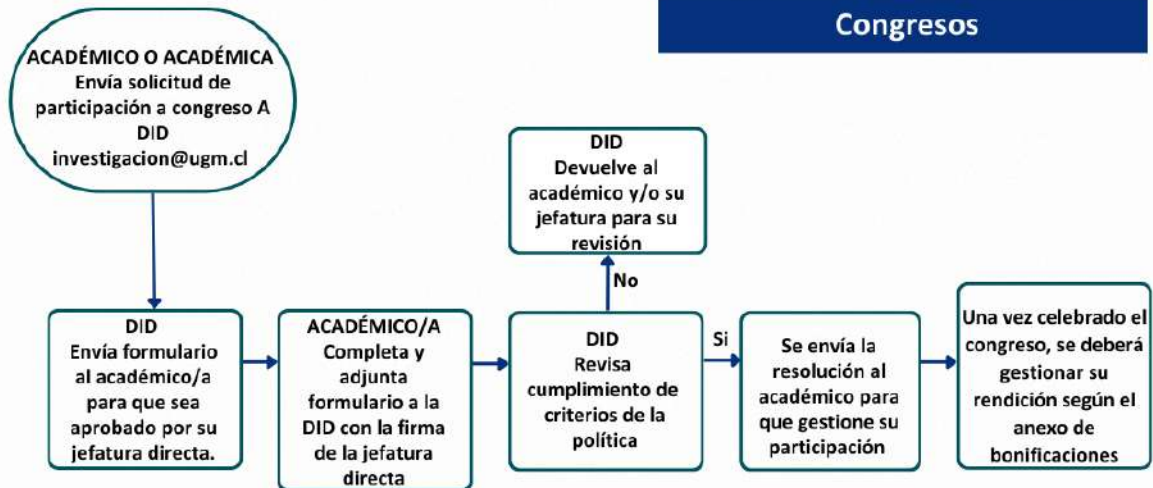 Congresos
ACADÉMICO O ACADÉMICA
Envía solicitud de
participación a congreso A
DID
investigacion@ugm.cl
DID
Envía formulario
al académico/a
para que sea
aprobado por su
jefatura directa.
ACADÉMICO/A
Completa y
adjunta
formulario a la
DID con la firma
de la jefatura
directa
DID
Revisa
cumplimiento de
criterios de la
política
No
DID
Devuelve al
académico y/o su
jefatura para su
revisión
Si
Se envía la
resolución al
académico para
que gestione su
participación
Una vez celebrado el
congreso, se deberá
gestionar su
rendición según el
anexo de
bonificaciones